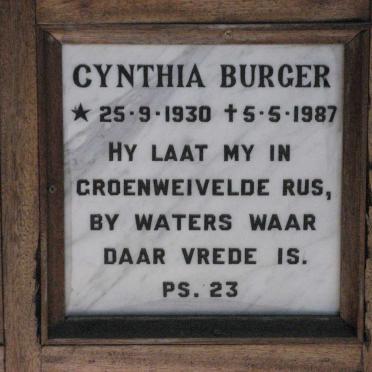 CYNTHIA BURGER
★ 25·9·1930 ✝5·5·1987
HY LAAT MY IN
GROENWEIVELDE RUS,
BY WATERS WAAR
DAAR VREDE IS.
PS. 23